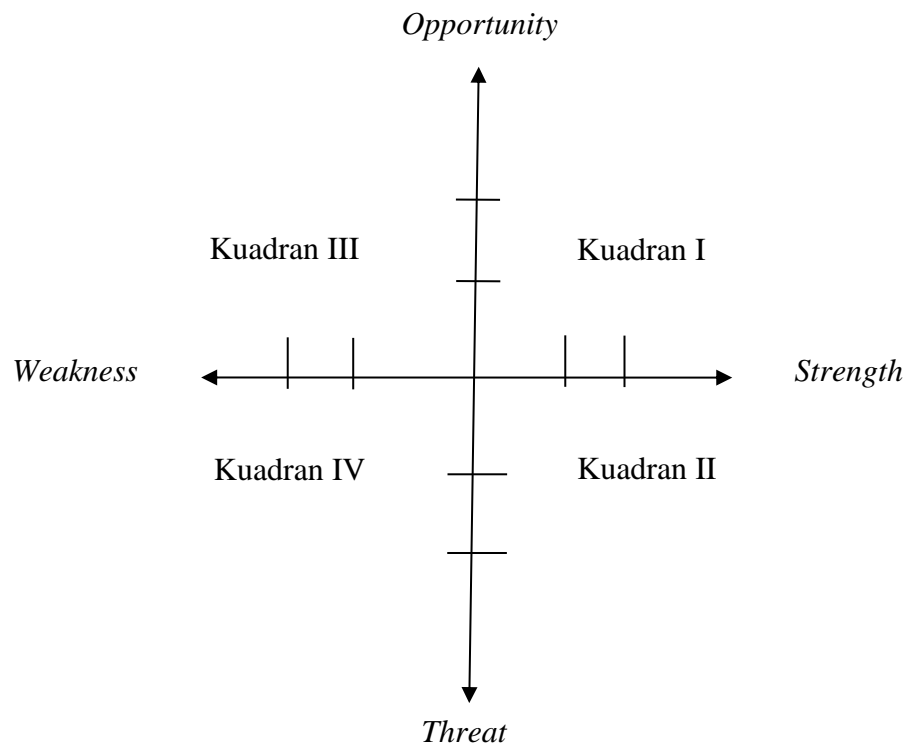 Opportunity
Kuadran III
Kuadran I
Weakness
Strength
Kuadran IV
Kuadran II
Threat